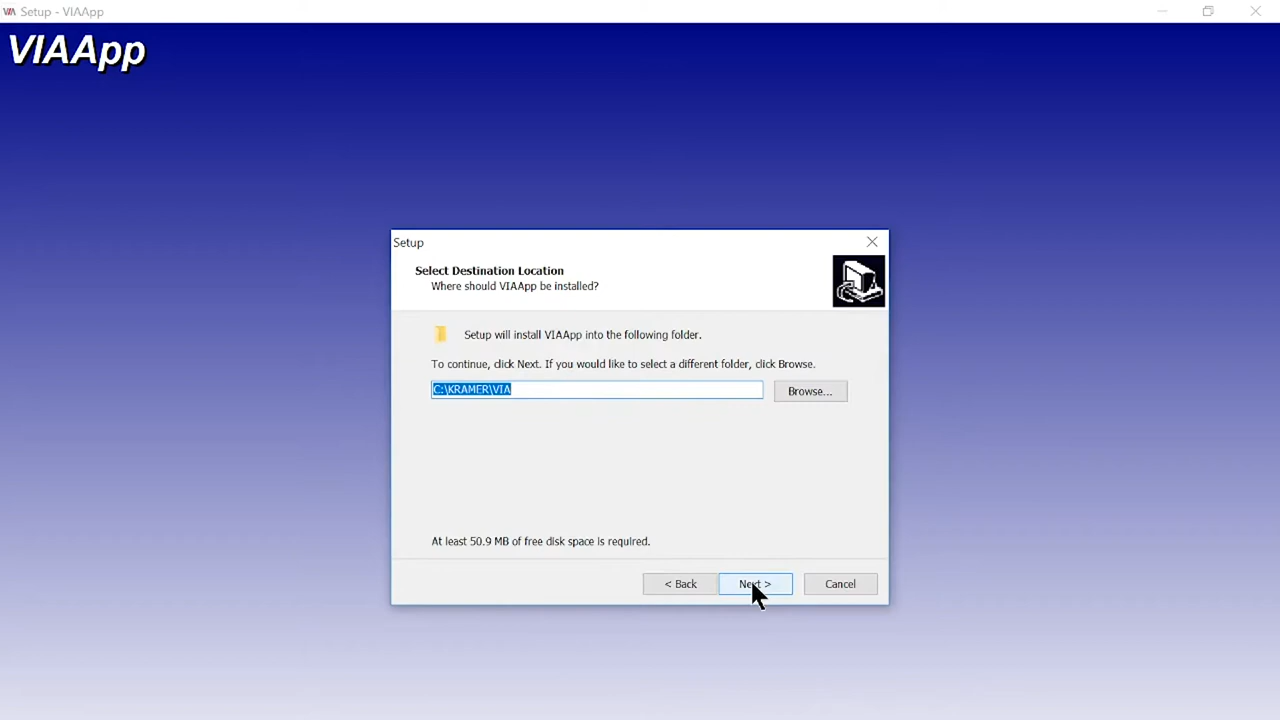 Setup - VIAApp
VIAApp
Setup
Select Destination Location
Where should VIAApp be installed?
Setup will install VIAApp into the following folder.
To continue, click Next. If you would like to select a different folder, click Browse.
C:\KRAMER\VIA
Browse...
At least 50.9 MB of free disk space is required.
< Back
Next >
Cancel